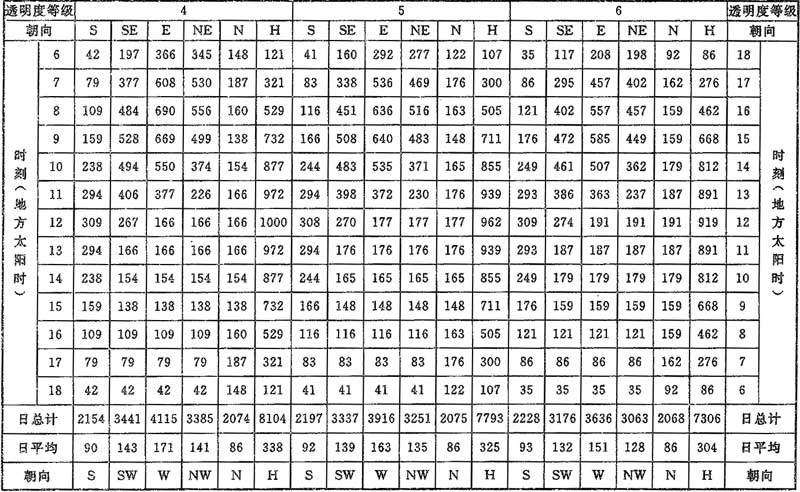 透明度等级 4 5 6 透明度等级
朝向 S SE E NE N H S SE E NE N H S SE E NE N H 朝向
时刻(地方太阳时) 时刻(地方太阳时)
6 42 197 366 345 148 121 41 160 292 277 122 107 35 117 208 198 92 86 18
7 79 377 608 530 187 321 83 338 536 469 176 300 86 295 457 402 162 276 17
8 109 484 690 556 160 529 116 451 636 516 163 505 121 402 557 457 159 462 16
9 159 528 669 499 138 732 166 508 640 483 148 711 176 472 585 449 159 668 15
10 238 494 550 374 154 877 244 483 535 371 165 855 249 461 507 362 179 812 14
11 294 406 377 226 166 972 294 398 372 230 176 939 293 386 363 237 187 891 13
12 309 267 166 166 166 1000 308 270 177 177 177 962 309 274 191 191 191 919 12
13 294 166 166 166 166 972 294 176 176 176 176 939 293 187 187 187 187 891 11
14 238 154 154 154 154 877 244 165 165 165 165 855 249 179 179 179 179 812 10
15 159 138 138 138 138 732 166 148 148 148 148 711 176 159 159 159 159 668 9
16 109 109 109 109 160 529 116 116 116 116 163 505 121 121 121 121 159 462 8
17 79 79 79 79 187 321 83 83 83 83 176 300 86 86 86 86 162 276 7
18 42 42 42 42 148 121 41 41 41 41 122 107 35 35 35 35 92 86 6
日总计 2154 3441 4115 3385 2074 8104 2197 3337 3916 3251 2075 7793 2228 3176 3636 3063 2068 7306 日总计
日平均 90 143 171 141 86 338 92 139 163 135 86 325 93 132 151 128 86 304 日平均
朝向 S SW W NW N H S SW W NW N H S SW W NW N H 朝向